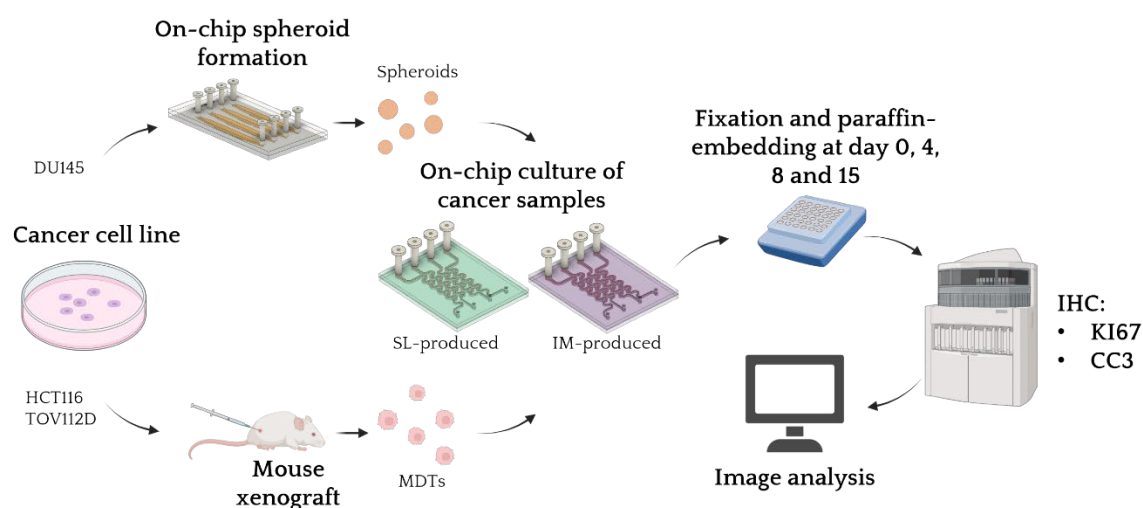 On-chip spheroid
formation
Spheroids
DU145
Fixation and paraffin-
embedding at day 0, 4,
8 and 15
On-chip culture of
cancer samples
Cancer cell line
SL-produced
IM-produced
IHC:
• KI67
• CC3
HCT116
TOV112D
Mouse
xenograft
MDTs
Image analysis